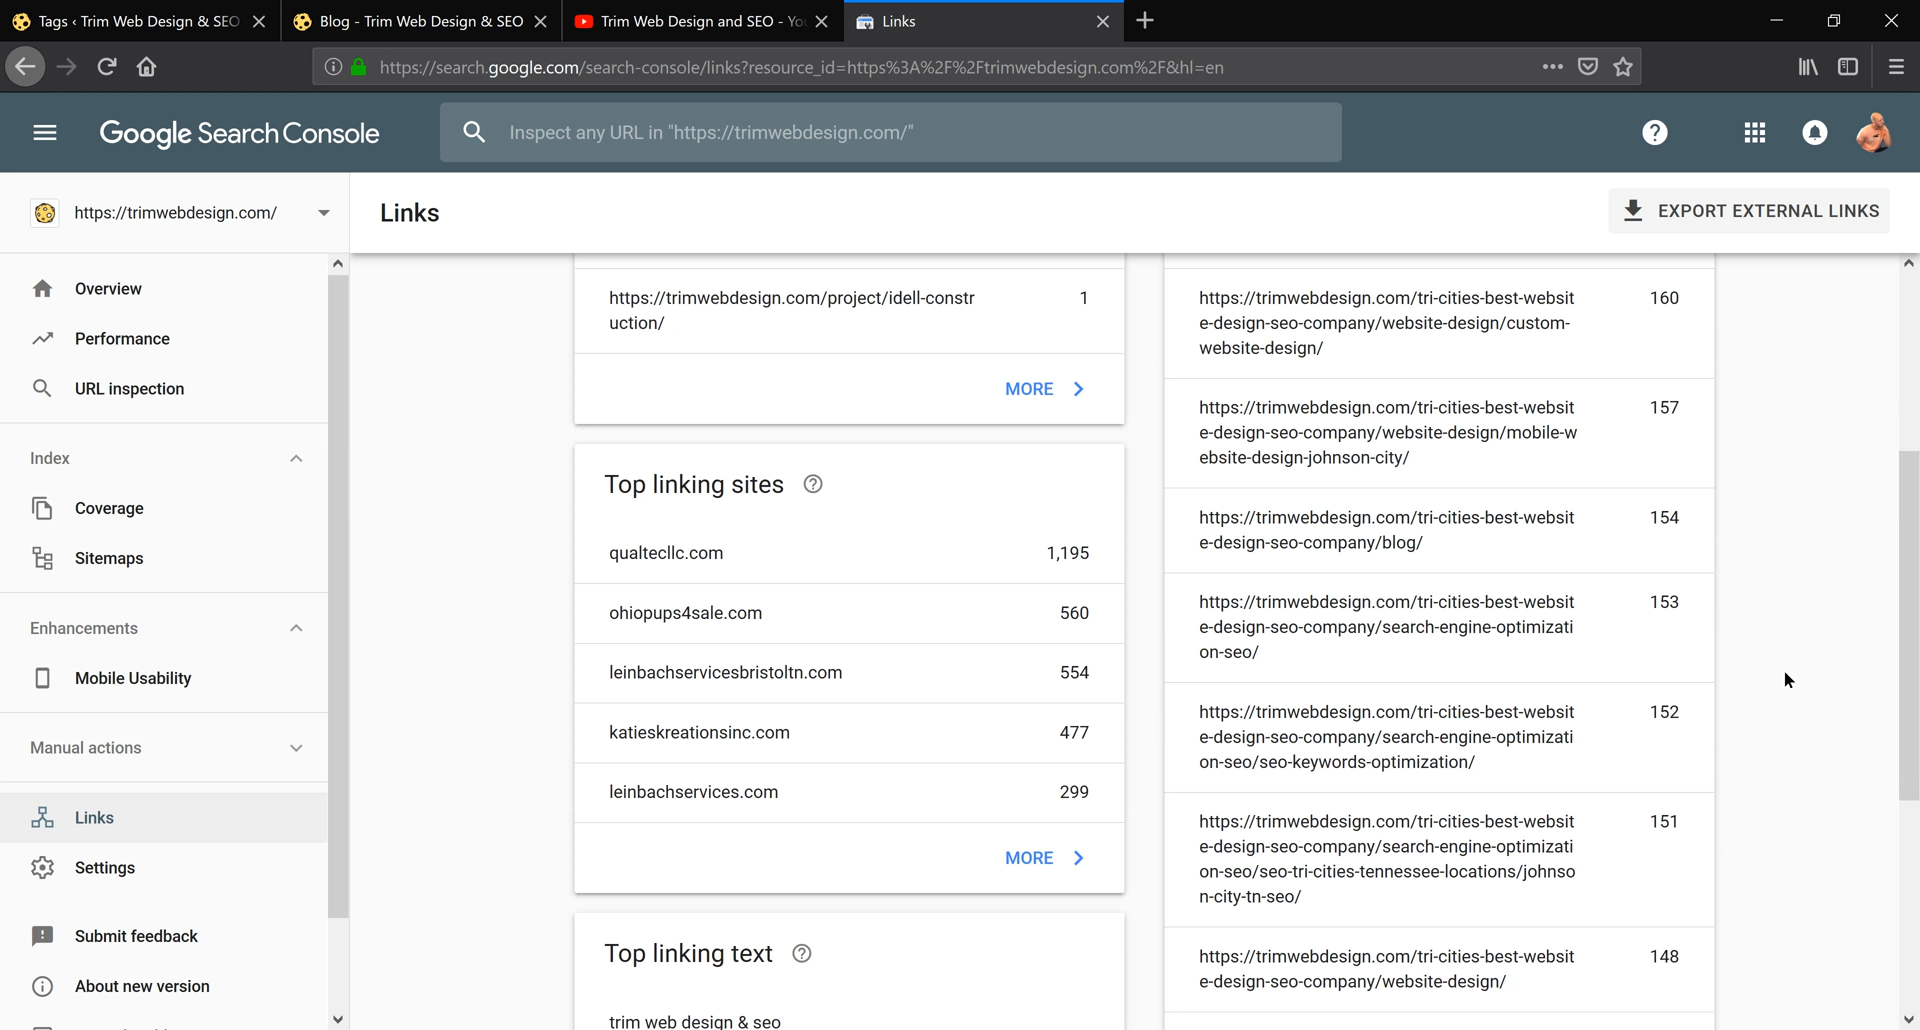 Tags ‹ Trim Web Design & SEO
Blog - Trim Web Design & SEO
Trim Web Design and SEO - You
Links
https://search.google.com/search-console/links?resource_id=https%3A%2F%2Ftrimwebdesign.com%2F&hl=en
Google Search Console
Inspect any URL in "https://trimwebdesign.com/"
https://trimwebdesign.com/
Links
EXPORT EXTERNAL LINKS
Overview
Performance
URL inspection
Index
Coverage
Sitemaps
Enhancements
Mobile Usability
Manual actions
Links
Settings
Submit feedback
About new version
https://trimwebdesign.com/project/idell-constr 1
uction/
MORE
Top linking sites
qualtecllc.com 1,195
ohiopups4sale.com 560
leinbachservicesbristoltn.com 554
katieskreationsinc.com 477
leinbachservices.com 299
MORE
Top linking text
trim web design & seo
https://trimwebdesign.com/tri-cities-best-websit 160
e-design-seo-company/website-design/custom-
website-design/
https://trimwebdesign.com/tri-cities-best-websit 157
e-design-seo-company/website-design/mobile-w
ebsite-design-johnson-city/
https://trimwebdesign.com/tri-cities-best-websit 154
e-design-seo-company/blog/
https://trimwebdesign.com/tri-cities-best-websit 153
e-design-seo-company/search-engine-optimizati
on-seo/
https://trimwebdesign.com/tri-cities-best-websit 152
e-design-seo-company/search-engine-optimizati
on-seo/seo-keywords-optimization/
https://trimwebdesign.com/tri-cities-best-websit 151
e-design-seo-company/search-engine-optimizati
on-seo/seo-tri-cities-tennessee-locations/johnso
n-city-tn-seo/
https://trimwebdesign.com/tri-cities-best-websit 148
e-design-seo-company/website-design/